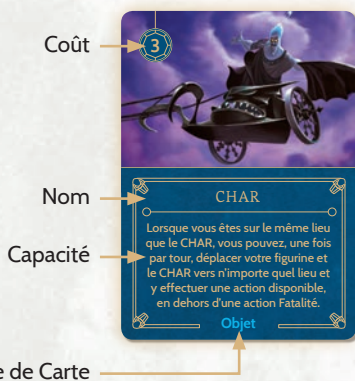 Coût
3
Nom
CHAR
Capacité
Lorsque vous êtes sur le même lieu
que le CHAR, vous pouvez, une fois
par tour, déplacer votre figurine et
le CHAR vers n'importe quel lieu et
y effectuer une action disponible,
en dehors d'une action Fatalité.
Objet
e de Carte